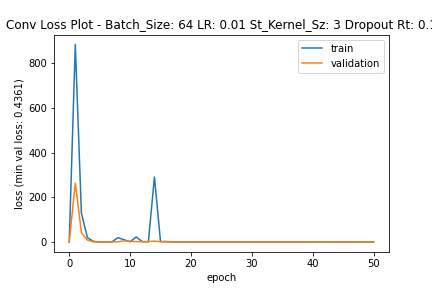 Conv Loss Plot - Batch_Size: 64 LR: 0.01 St_Kernel_Sz: 3 Dropout Rt: 0.1
train
validation
800
600
400
200
0
loss (min val loss: 0.4361)
0 10 20 30 40 50
epoch